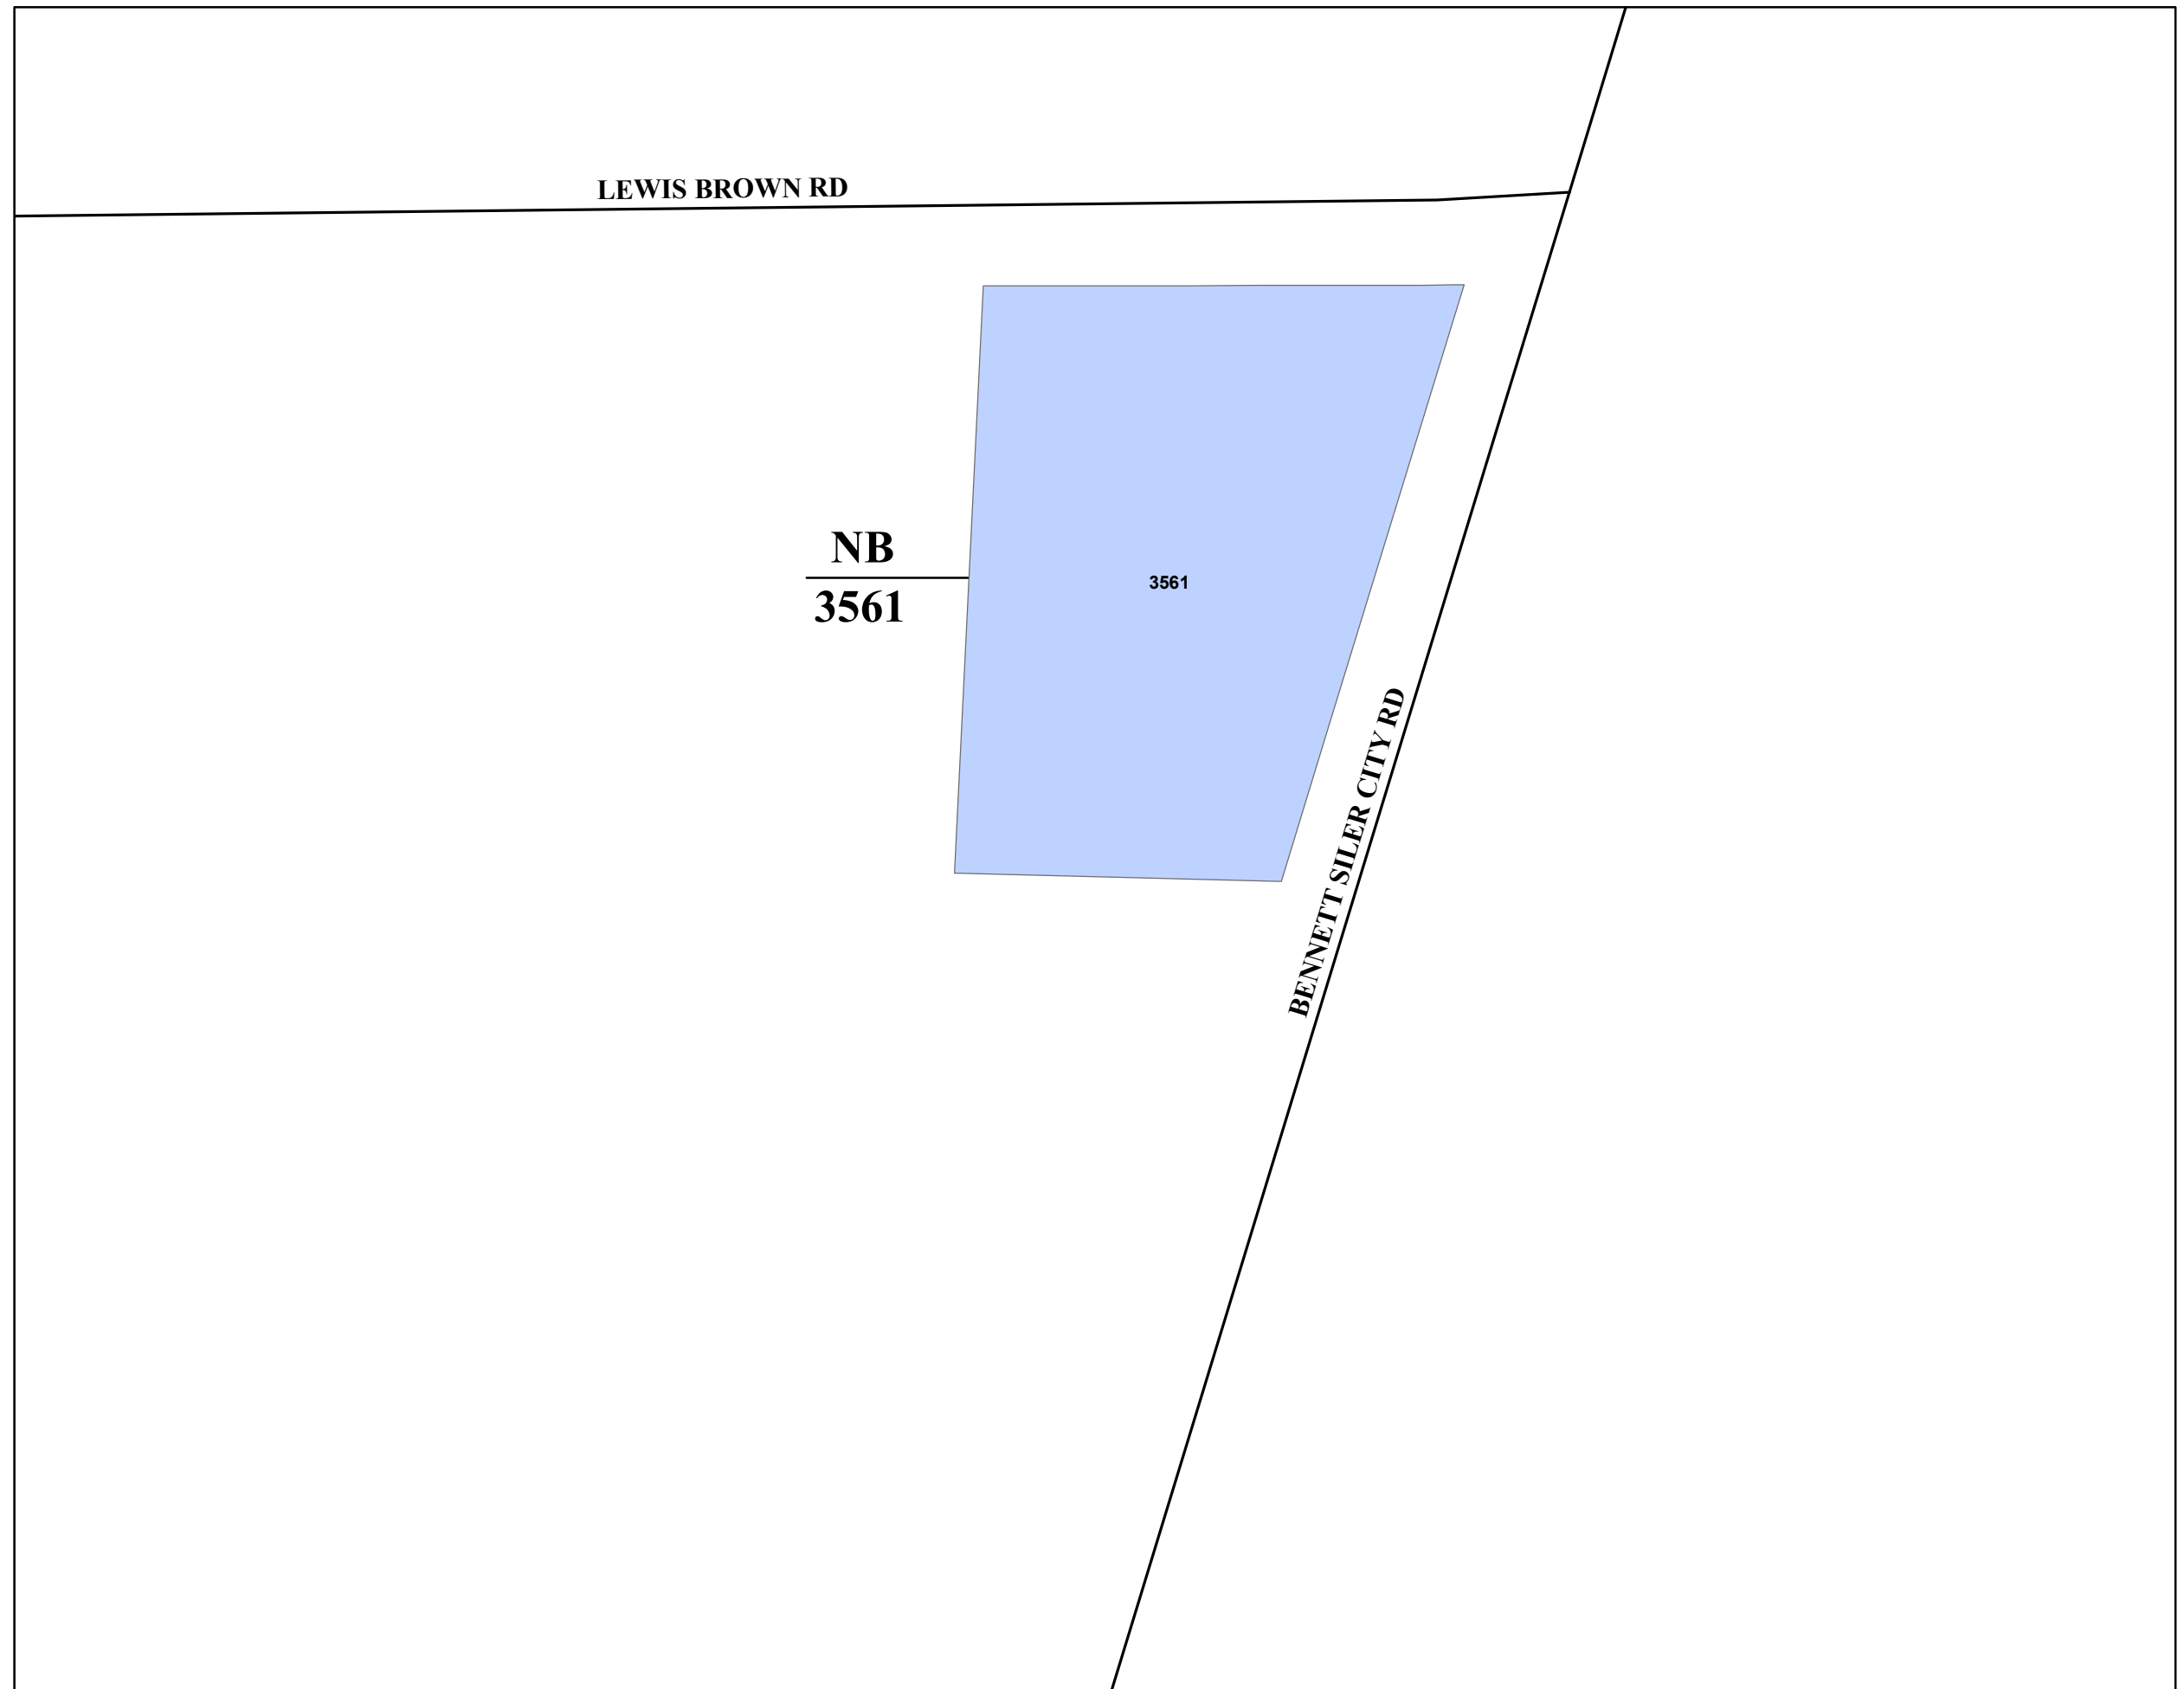 LEWIS BROWN RD
NB
3561
3561
BENNETT SILER CITY RD